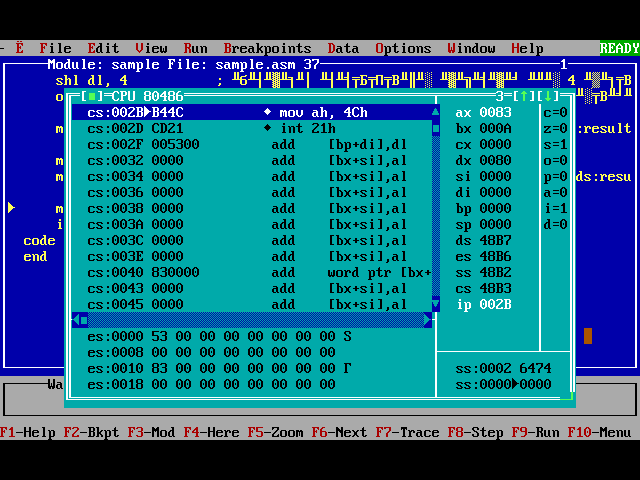 Ë File Edit View Run Breakpoints Data Options Window Help READY
Module: sample File: sample.asm 37 1
shl dl, 4 ; 4
CPU 80486 3
cs:002B B44C mov ah, 4Ch
cs:002D CD21 int 21h
cs:002F 005300 add [bp+di],dl
cs:0032 0000 add [bx+si],al
cs:0034 0000 add [bx+si],al
cs:0036 0000 add [bx+si],al
cs:0038 0000 add [bx+si],al
cs:003A 0000 add [bx+si],al
cs:003C 0000 add [bx+si],al
cs:003E 0000 add [bx+si],al
cs:0040 830000 add word ptr [bx+
cs:0043 0000 add [bx+si],al
cs:0045 0000 add [bx+si],al
ax 0083 c=0
bx 000A z=0
cx 0000 s=1
dx 0080 o=0
si 0000 p=0
di 0000 a=0
bp 0000 i=1
sp 0000 d=0
ds 48B7
es 48B6
ss 48B2
cs 48B3
ip 002B
:result
ds:resu
code
end
es:0000 53 00 00 00 00 00 00 00 S
es:0008 00 00 00 00 00 00 00 00
es:0010 83 00 00 00 00 00 00 00 Г
es:0018 00 00 00 00 00 00 00 00
ss:0002 6474
ss:0000 0000
Wa
F1-Help F2-Bkpt F3-Mod F4-Here F5-Zoom F6-Next F7-Trace F8-Step F9-Run F10-Menu